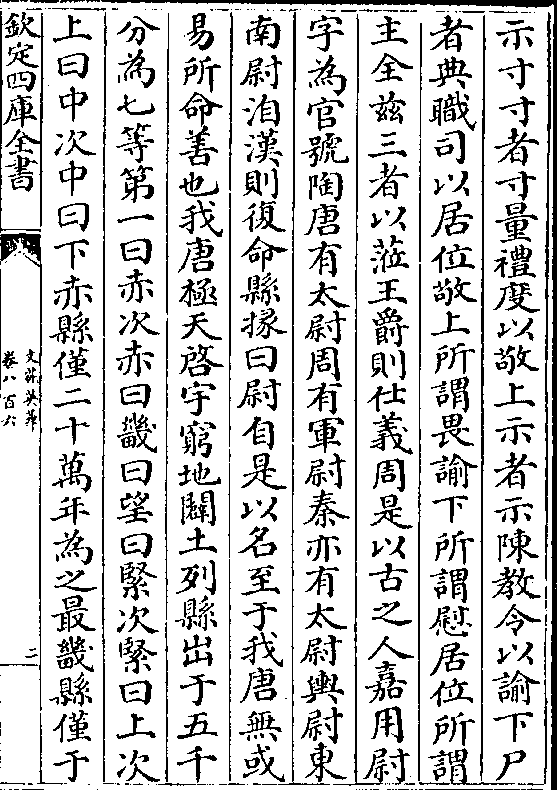 示寸寸者寸量禮度以敬上示者示陳教令以諭下尸
者典職司以居位敬上所謂畏諭下所謂慰居位所謂
主全兹三者以蒞王爵則仕義周是以古之人嘉用尉
字為官號陶唐有太尉周有軍尉秦亦有太尉輿尉東
南尉洎漢則復命縣掾曰尉自是以名至于我唐無或
易所命善也我唐極天啓宇窮地闢土列縣出于五千
分為七等第一曰赤次赤曰畿曰望曰緊次緊曰上次
上曰中次中曰下赤縣僅二十萬年為之最畿縣僅于
欽定四庫全書
文苑英華
卷八百六
二